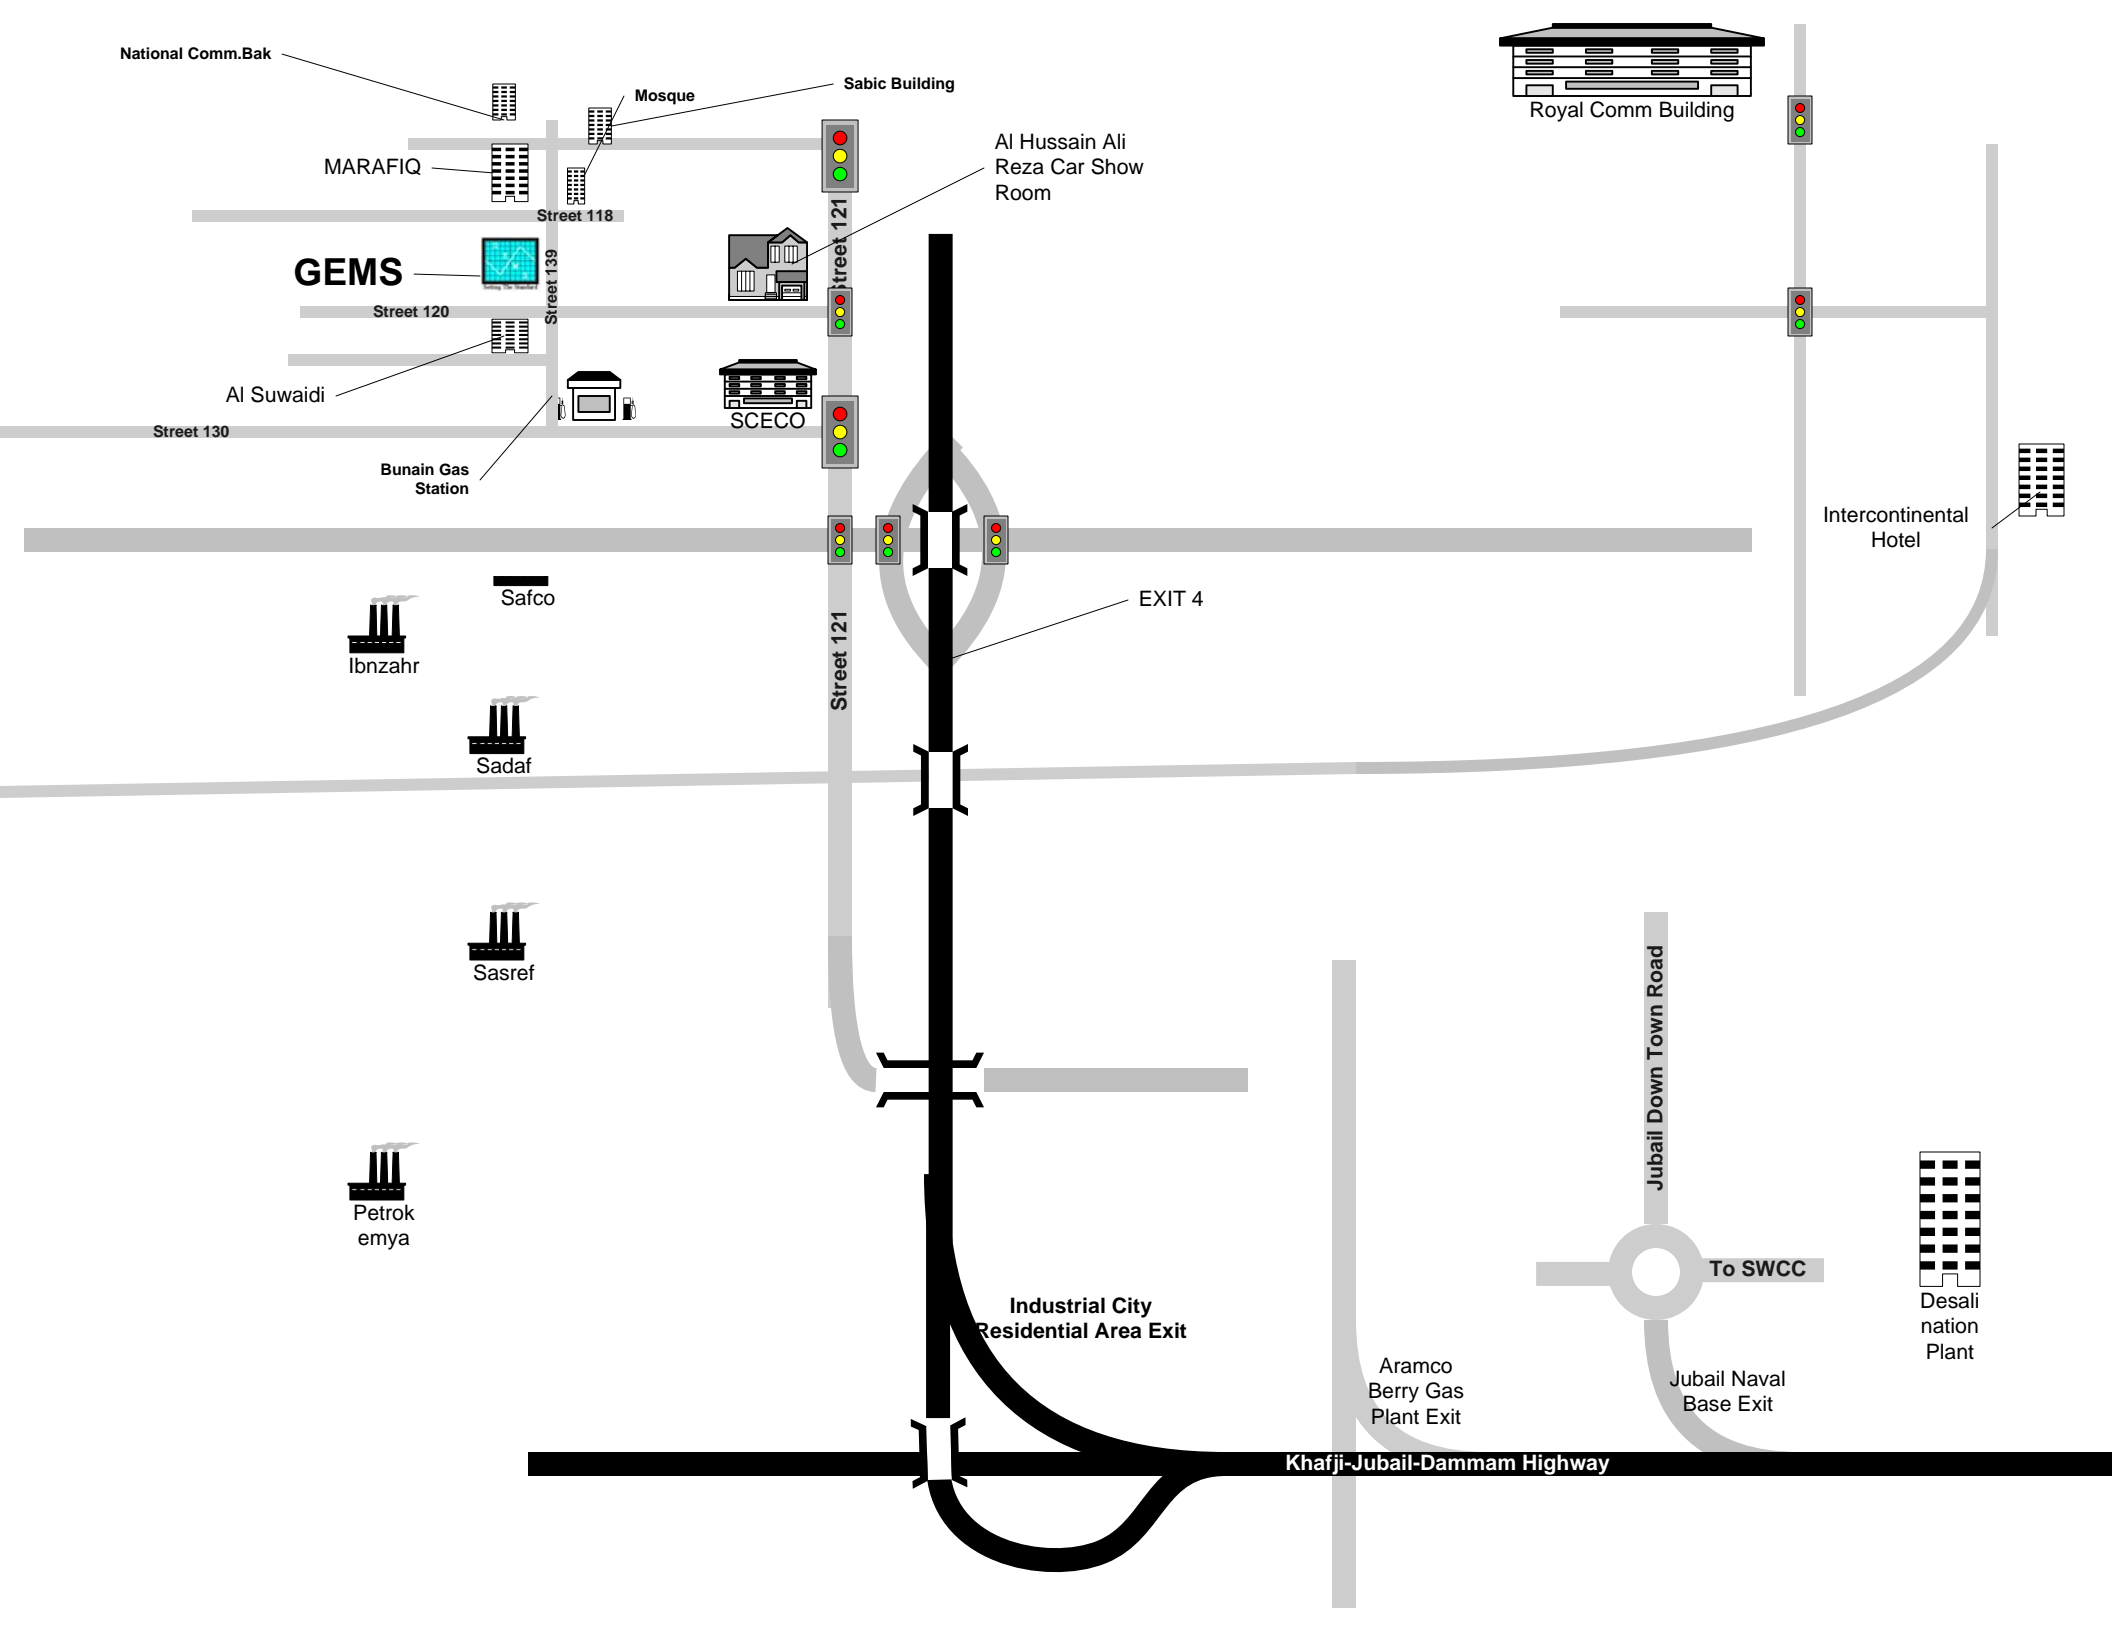 National Comm.Bak
Mosque
Sabic Building
Royal Comm Building
MARAFIQ
Al Hussain Ali
Reza Car Show
Room
Street 118
Street 121
GEMS
Street 139
Street 120
Al Suwaidi
SCECO
Street 130
Bunain Gas
Station
Intercontinental
Hotel
Safco
EXIT 4
Ibnzahr
Street 121
Sadaf
Sasref
Jubail Down Town Road
Petrok
emya
To SWCC
Industrial City
Residential Area Exit
Desali
nation
Plant
Aramco
Berry Gas
Plant Exit
Jubail Naval
Base Exit
Khafji-Jubail-Dammam Highway